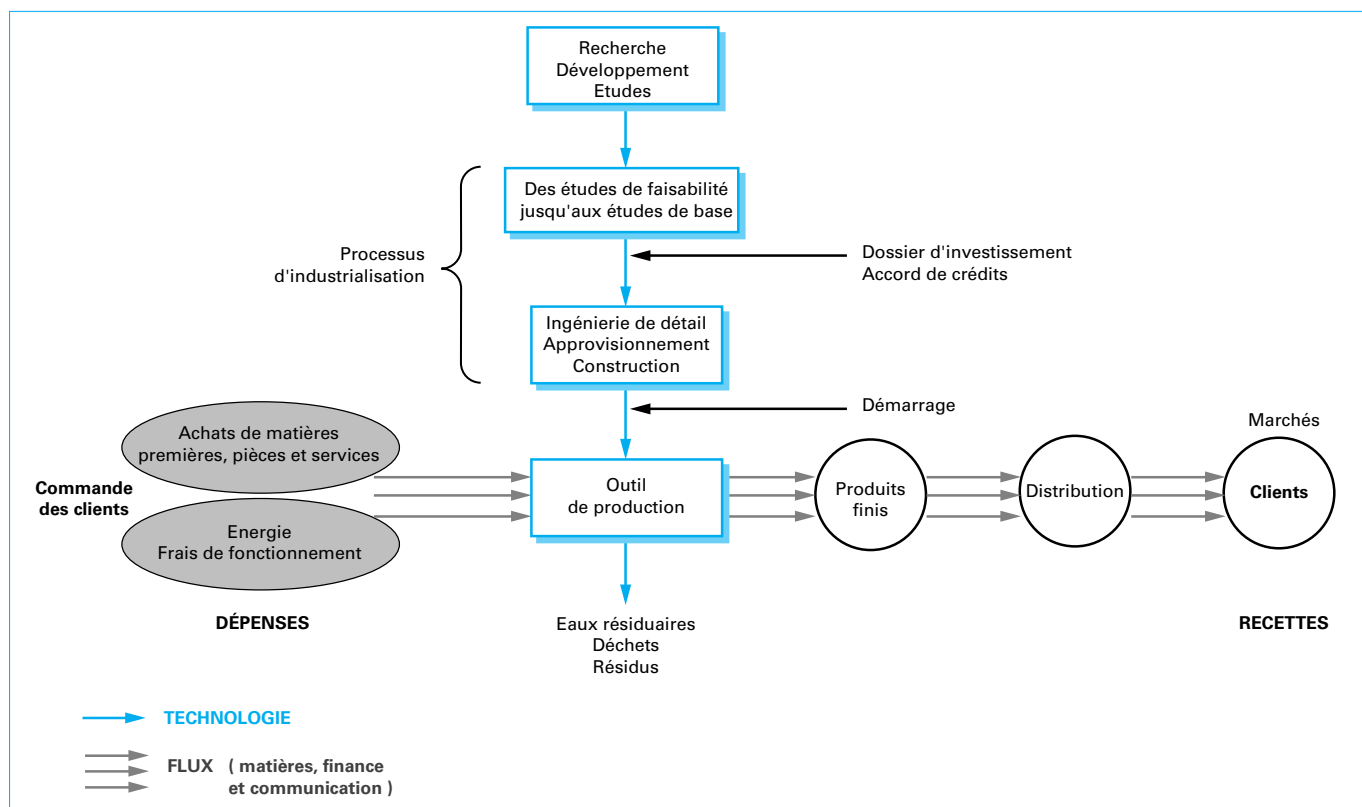 Recherche
Développement
Etudes
Des études de faisabilité
jusqu'aux études de base
Processus
d'industrialisation
Dossier d'investissement
Accord de crédits
Ingénierie de détail
Approvisionnement
Construction
Démarrage
Achats de matières
premières, pièces et services
Commande
des clients
Energie
Frais de fonctionnement
DÉPENSES
Outil
de production
Produits
finis
Distribution
Marchés
Clients
RECETTES
Eaux résiduaires
Déchets
Résidus
TECHNOLOGIE
FLUX ( matières, finance
et communication )